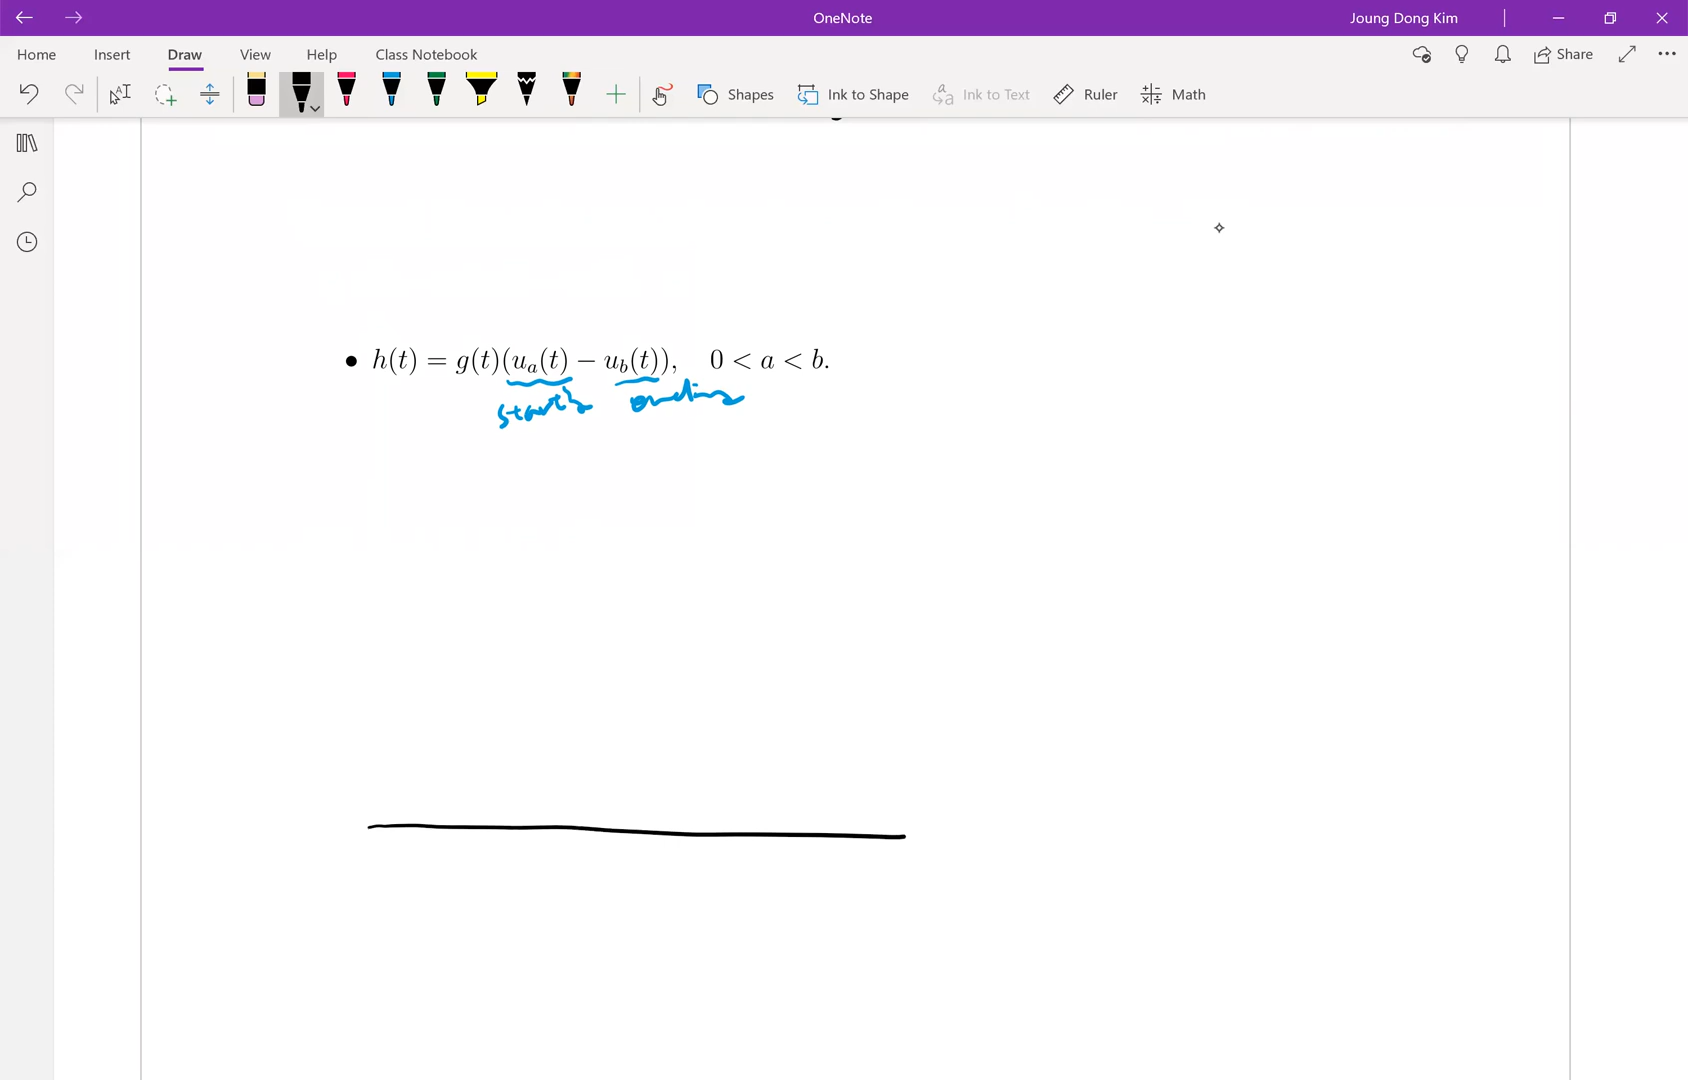 OneNote
Joung Dong Kim
Home Insert Draw View Help Class Notebook
Share
Shapes Ink to Shape Ink to Text Ruler Math
• h(t) = g(t)(u_a(t) − u_b(t)), 0 < a < b.
ending